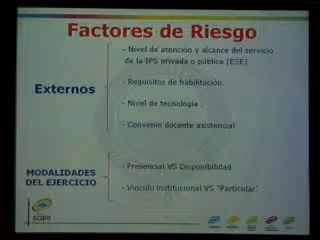 Factores de Riesgo
- Nivel de atención y alcance del servicio
de la IPS privada o pública (ESE)
Externos
- Requisitos de habilitación.
- Nivel de tecnología .
- Convenio docente asistencial
MODALIDADES
DEL EJERCICIO
- Presencial VS Disponibilidad
- Vinculo Institucional VS "Particular"
scare